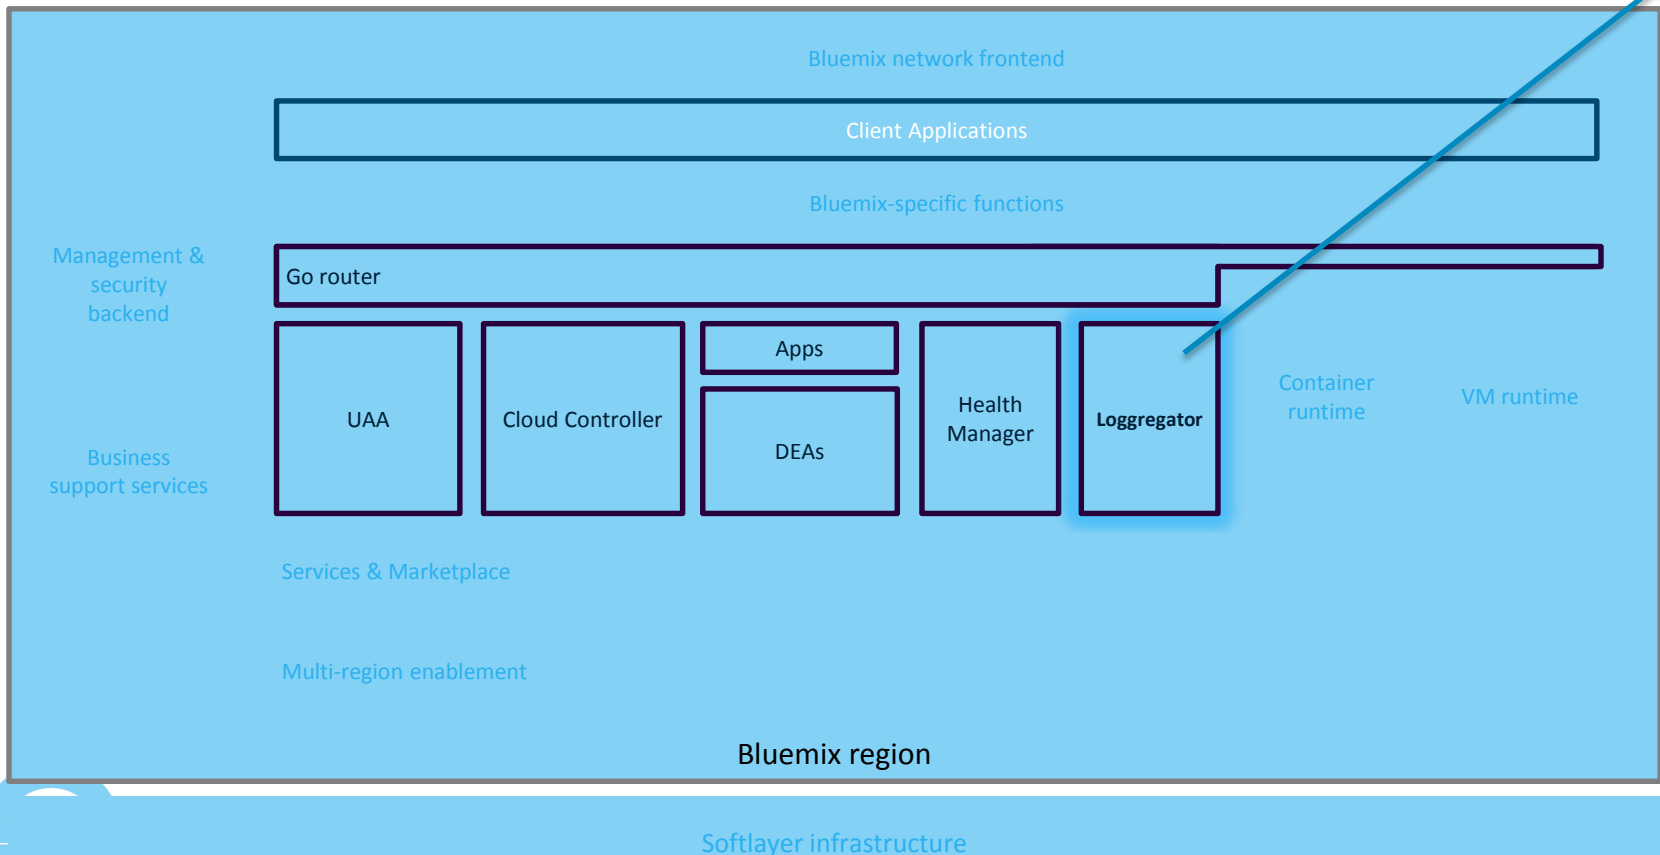 Bluemix network frontend
Client Applications
Bluemix-specific functions
Management &
security
backend
Go router
UAA
Cloud Controller
Apps
DEAs
Health
Manager
Loggregator
Container
runtime
VM runtime
Business
support services
Services & Marketplace
Multi-region enablement
Bluemix region
Softlayer infrastructure